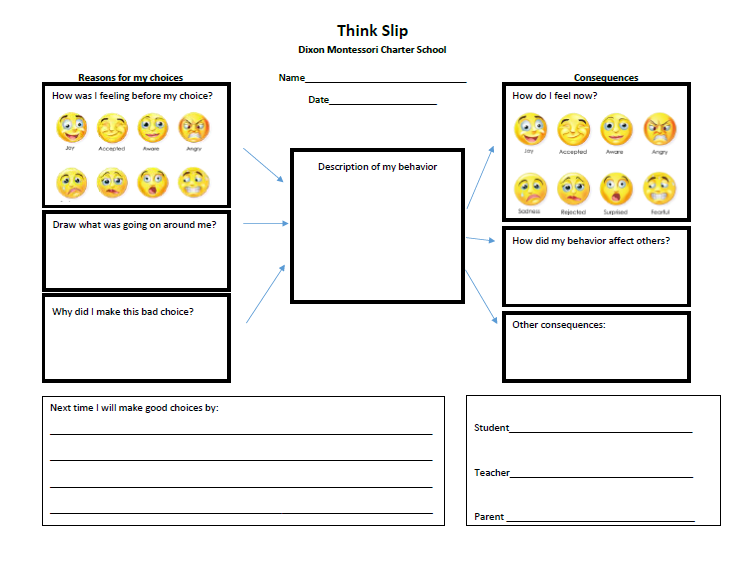 Think Slip
Dixon Montessori Charter School
Reasons for my choices
Name
Date
Consequences
How was I feeling before my choice?
Joy Accepted Aware Angry
Draw what was going on around me?
Why did I make this bad choice?
Description of my behavior
How do I feel now?
Joy Accepted Aware Angry
Sadness Rejected Surprised Fearful
How did my behavior affect others?
Other consequences:
Next time I will make good choices by:
Student
Teacher
Parent